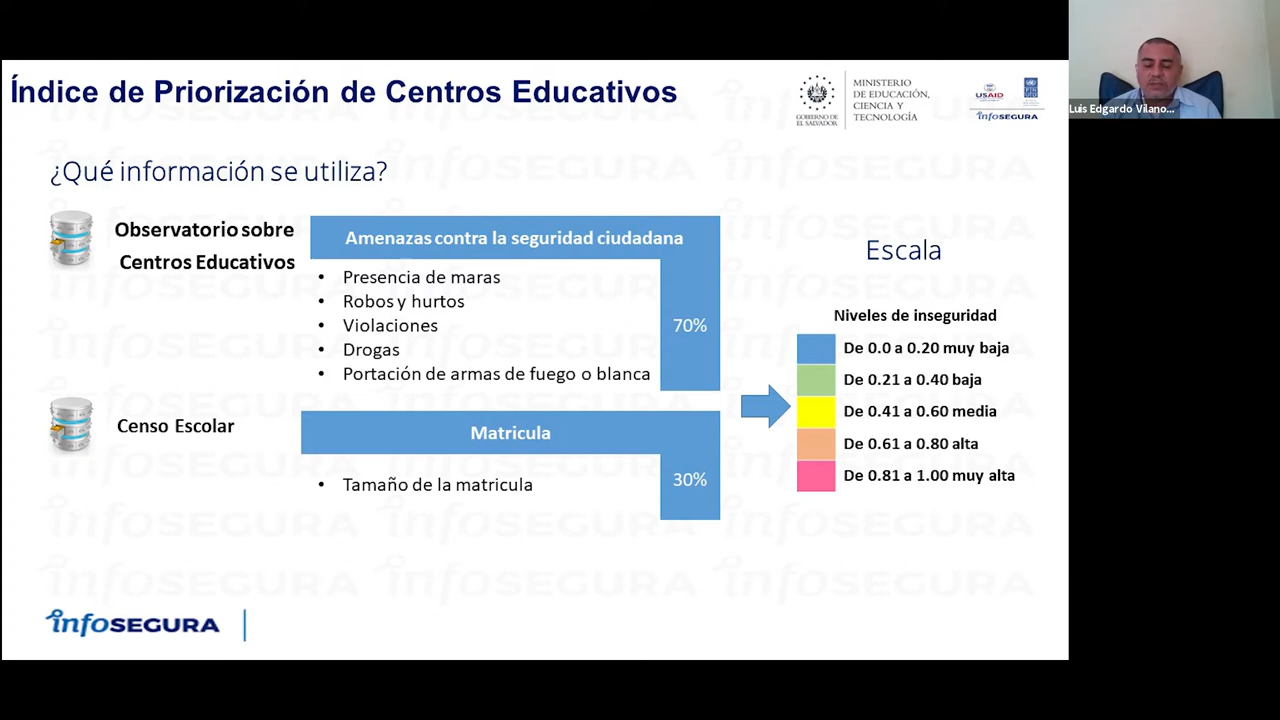 Índice de Priorización de Centros Educativos
GOBIERNO DE
EL SALVADOR
MINISTERIO
DE EDUCACIÓN,
CIENCIA Y
TECNOLOGÍA
USAID
infoSEGURA
Luis Edgardo Vilano...
¿Qué información se utiliza?
Observatorio sobre
Centros Educativos
Amenazas contra la seguridad ciudadana
• Presencia de maras
• Robos y hurtos
• Violaciones
• Drogas
• Portación de armas de fuego o blanca
70%
Censo Escolar
Matricula
• Tamaño de la matricula
30%
Escala
Niveles de inseguridad
De 0.0 a 0.20 muy baja
De 0.21 a 0.40 baja
De 0.41 a 0.60 media
De 0.61 a 0.80 alta
De 0.81 a 1.00 muy alta
infoSEGURA